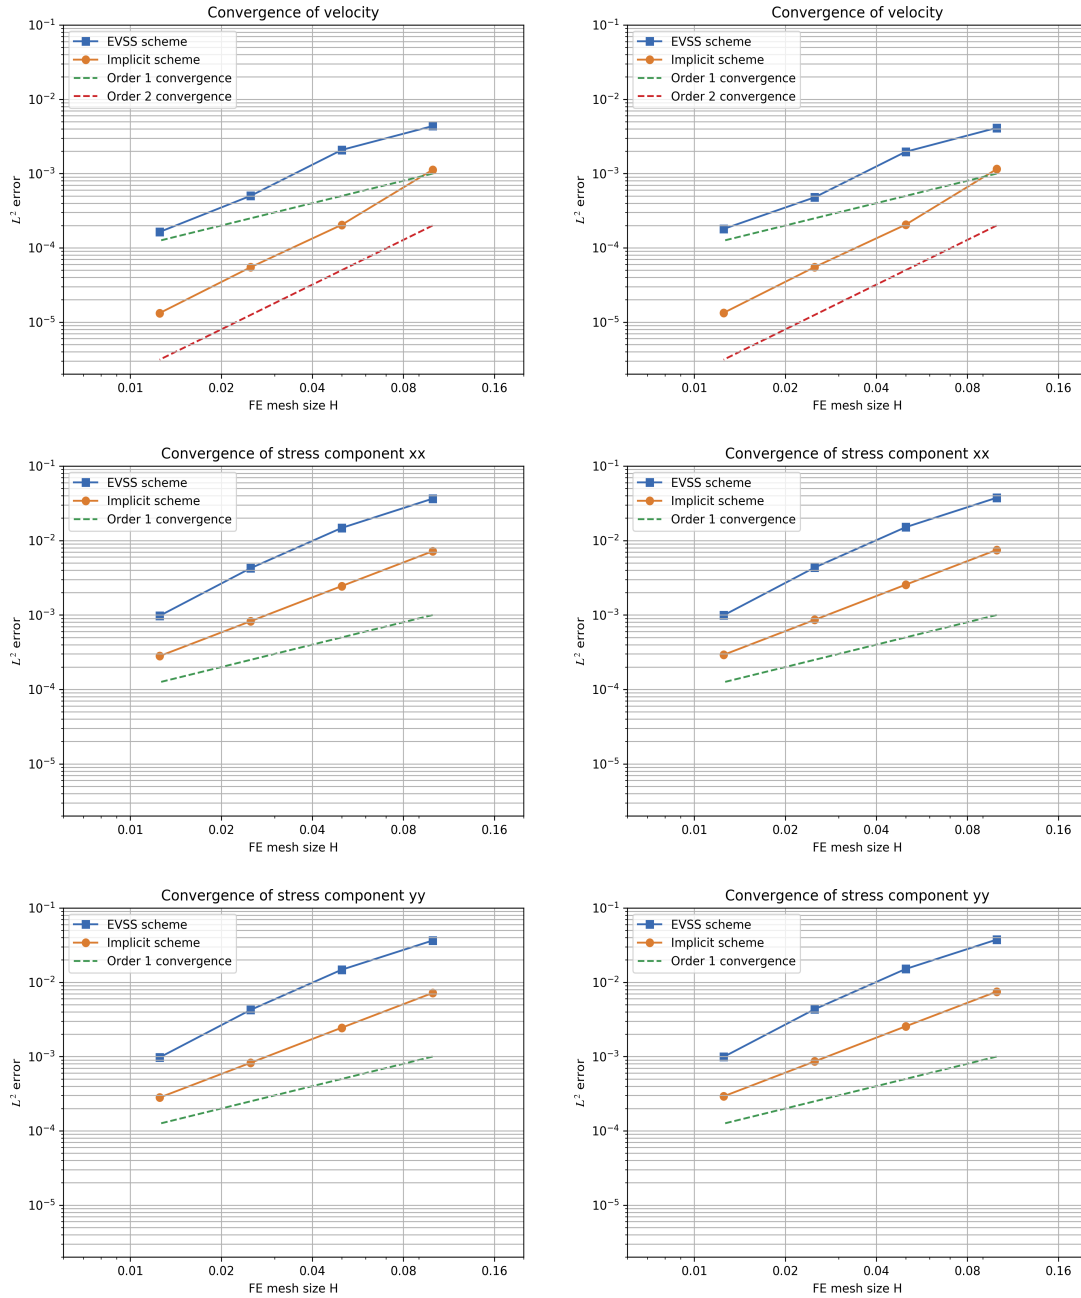 Convergence of velocity
10⁻¹
10⁻²
10⁻³
10⁻⁴
10⁻⁵
L² error
EVSS scheme
Implicit scheme
Order 1 convergence
Order 2 convergence
0.01 0.02 0.04 0.08 0.16
FE mesh size H
Convergence of velocity
10⁻¹
10⁻²
10⁻³
10⁻⁴
10⁻⁵
L² error
EVSS scheme
Implicit scheme
Order 1 convergence
Order 2 convergence
0.01 0.02 0.04 0.08 0.16
FE mesh size H
Convergence of stress component xx
10⁻¹
10⁻²
10⁻³
10⁻⁴
10⁻⁵
L² error
EVSS scheme
Implicit scheme
Order 1 convergence
0.01 0.02 0.04 0.08 0.16
FE mesh size H
Convergence of stress component xx
10⁻¹
10⁻²
10⁻³
10⁻⁴
10⁻⁵
L² error
EVSS scheme
Implicit scheme
Order 1 convergence
0.01 0.02 0.04 0.08 0.16
FE mesh size H
Convergence of stress component yy
10⁻¹
10⁻²
10⁻³
10⁻⁴
10⁻⁵
L² error
EVSS scheme
Implicit scheme
Order 1 convergence
0.01 0.02 0.04 0.08 0.16
FE mesh size H
Convergence of stress component yy
10⁻¹
10⁻²
10⁻³
10⁻⁴
10⁻⁵
L² error
EVSS scheme
Implicit scheme
Order 1 convergence
0.01 0.02 0.04 0.08 0.16
FE mesh size H